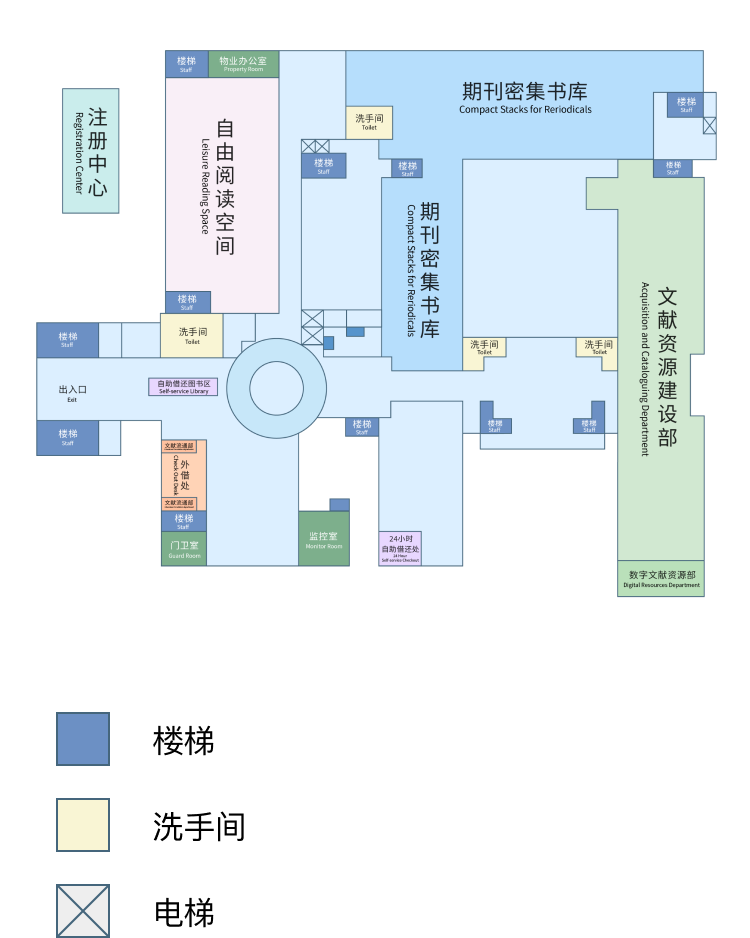 楼梯
Staff
物业办公室
Property Room
期刊密集书库
Compact Stacks for Reriodicals
楼梯
Staff
注册中心
Registration Center
洗手间
Toilet
自由阅读空间
Leisure Reading Space
楼梯
Staff
楼梯
Staff
楼梯
Staff
期刊密集书库
Compact Stacks for Reriodicals
楼梯
Staff
洗手间
Toilet
楼梯
Staff
文献资源建设部
Acquisition and Cataloguing Department
洗手间
Toilet
洗手间
Toilet
出入口
Exit
自助借还图书区
Self-service Library
楼梯
Staff
楼梯
Staff
楼梯
Staff
楼梯
Staff
文献流通部
外借处
Check Out Desk
文献流通部
楼梯
Staff
门卫室
Guard Room
监控室
Monitor Room
24小时
自助借还处
24 Hour
Self-service Checkout
数字文献资源部
Digital Resources Department
楼梯
洗手间
电梯